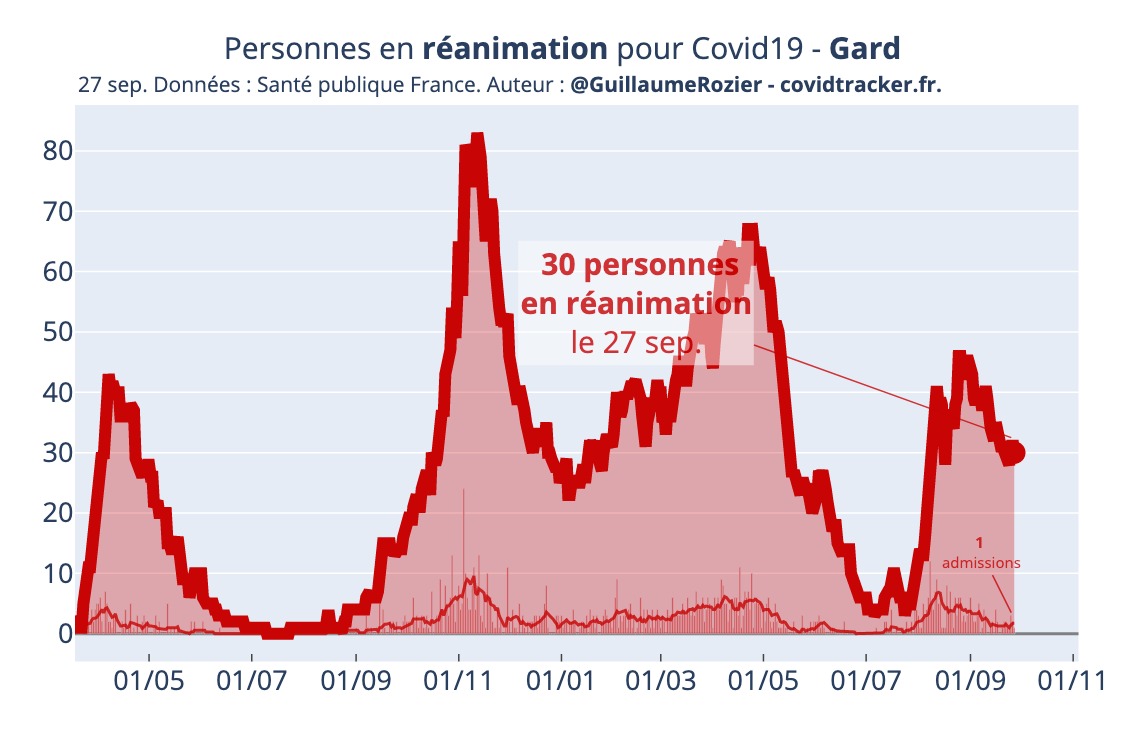 Personnes en réanimation pour Covid19 - Gard
27 sep. Données : Santé publique France. Auteur : @GuillaumeRozier - covidtracker.fr.
80
70
60
50
40
30
20
10
0
30 personnes
en réanimation
le 27 sep.
1
admissions
01/05 01/07 01/09 01/11 01/01 01/03 01/05 01/07 01/09 01/11